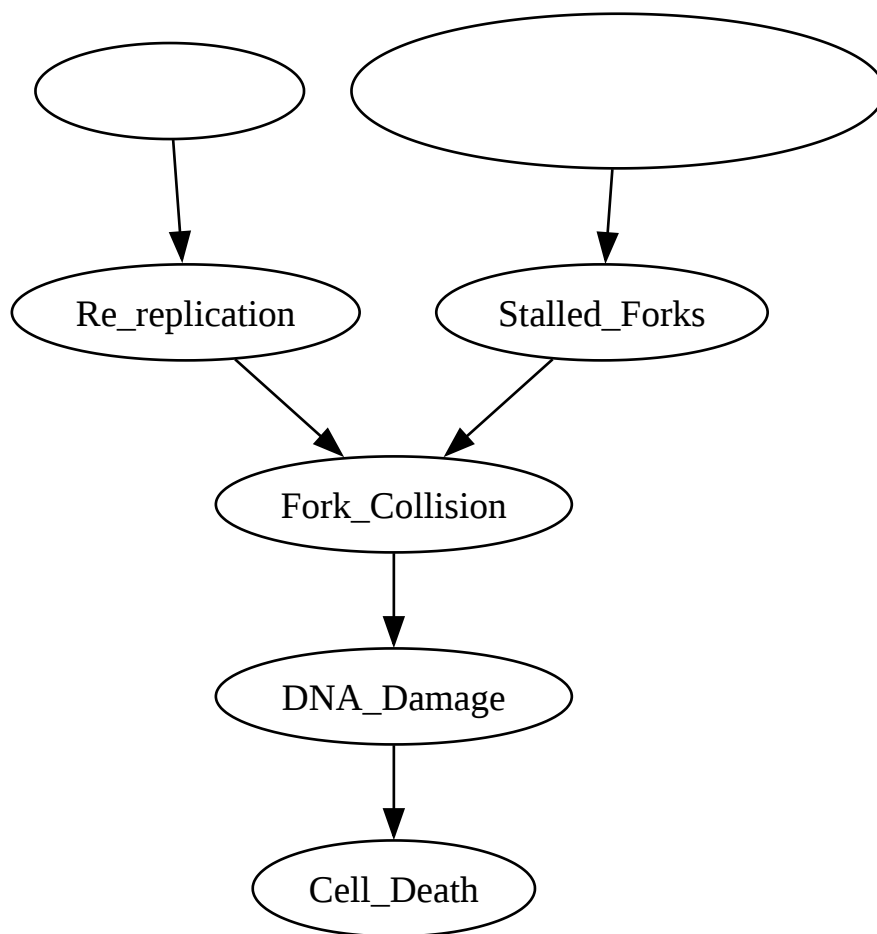 Re_replication
Stalled_Forks
Fork_Collision
DNA_Damage
Cell_Death